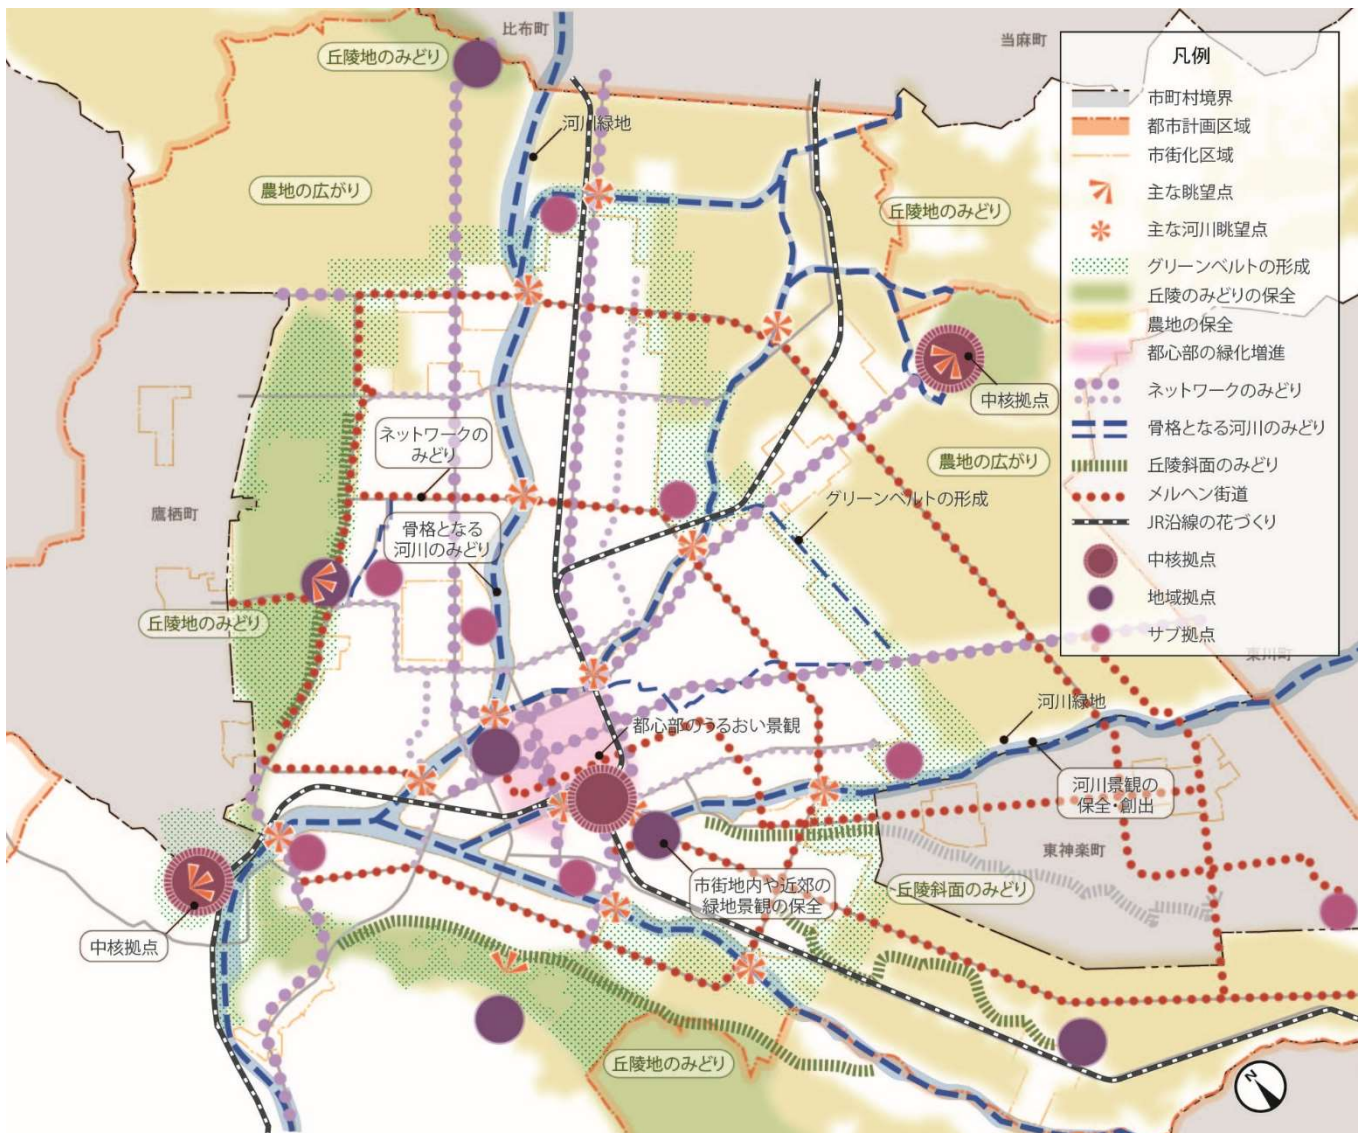 比布町
当麻町
丘陵地のみどり
河川緑地
農地の広がり
丘陵地のみどり
凡例
市町村境界
都市計画区域
市街化区域
主な眺望点
主な河川眺望点
グリーンベルトの形成
丘陵のみどりの保全
農地の保全
都心部の緑化増進
ネットワークのみどり
骨格となる河川のみどり
丘陵斜面のみどり
メルヘン街道
JR沿線の花づくり
中核拠点
地域拠点
サブ拠点
中核拠点
ネットワークの
みどり
農地の広がり
グリーンベルトの形成
鷹栖町
骨格となる
河川のみどり
丘陵地のみどり
東川町
都心部のうるおい景観
河川緑地
河川景観の
保全・創出
東神楽町
市街地内や近郊の
緑地景観の保全
丘陵斜面のみどり
中核拠点
丘陵地のみどり
N